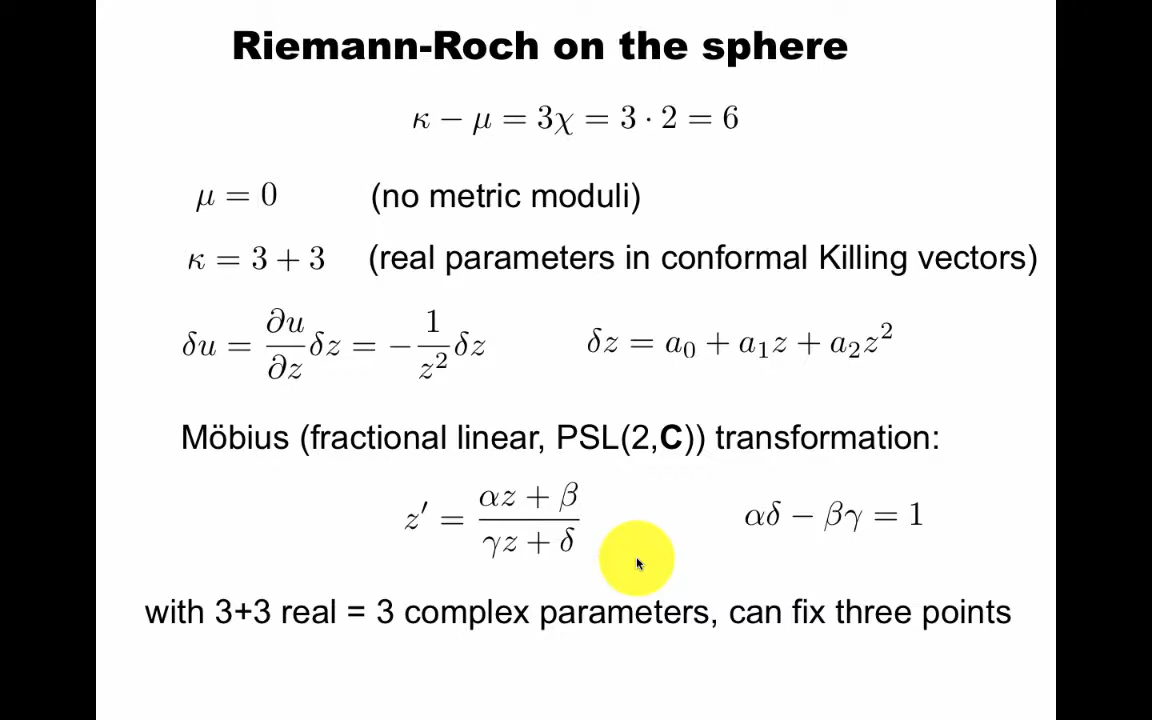 Riemann-Roch on the sphere
κ − μ = 3χ = 3 · 2 = 6
μ = 0 (no metric moduli)
κ = 3 + 3 (real parameters in conformal Killing vectors)
δu = ∂u/∂z δz = − 1/z² δz δz = a₀ + a₁z + a₂z²
Möbius (fractional linear, PSL(2,C)) transformation:
z′ = (αz + β)/(γz + δ) αδ − βγ = 1
with 3+3 real = 3 complex parameters, can fix three points